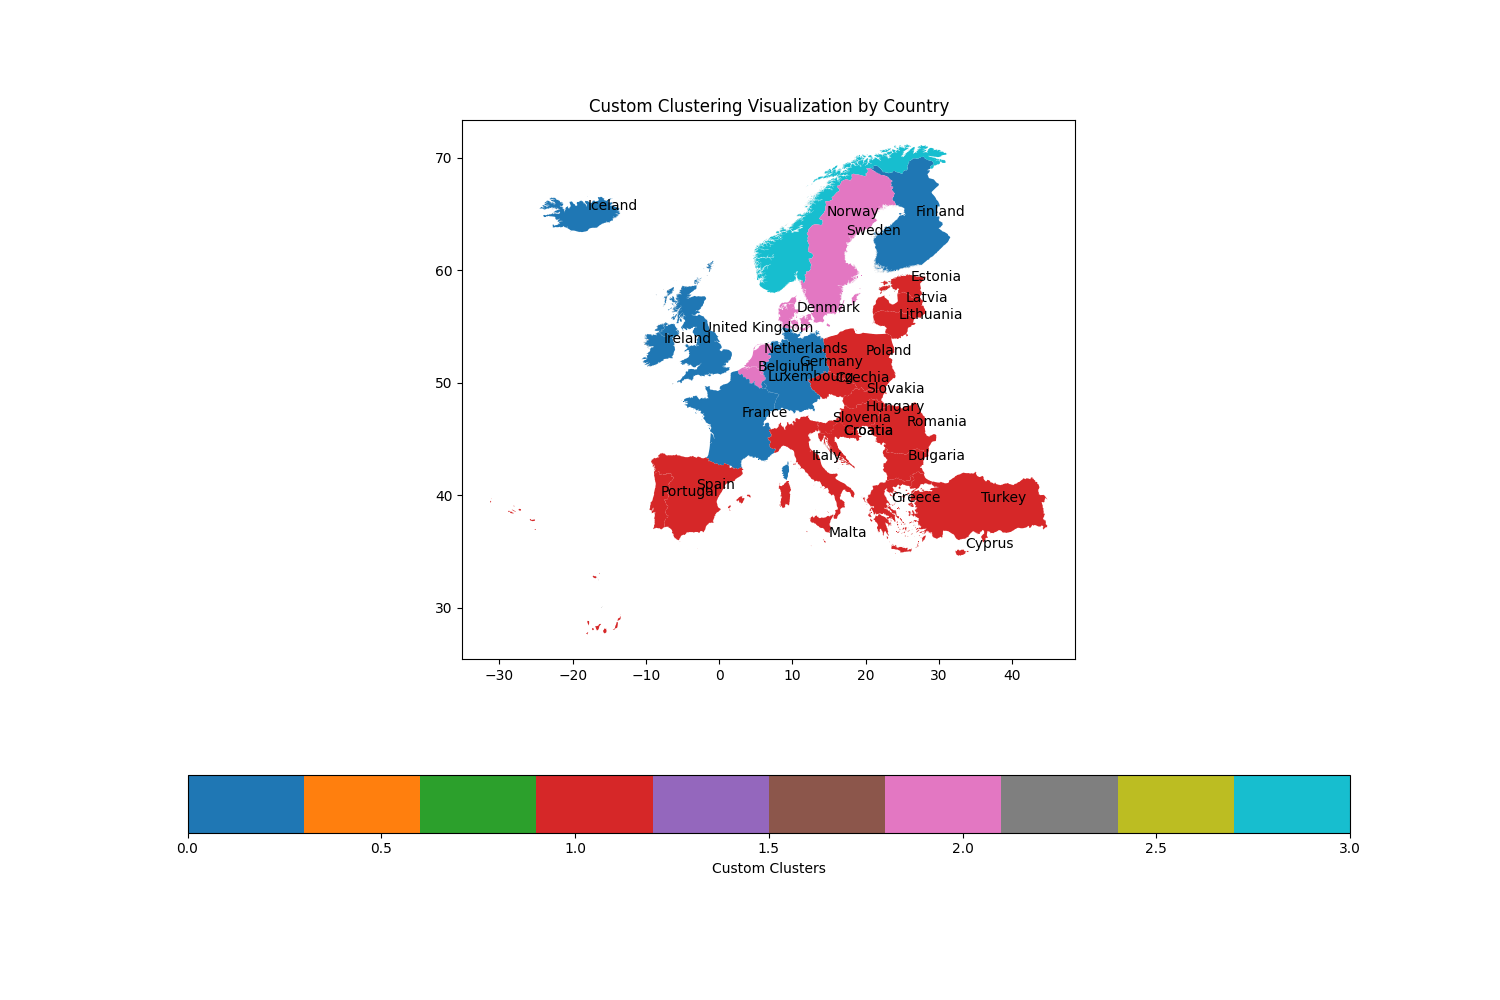 Custom Clustering Visualization by Country
70
60
50
40
30
Iceland
Norway
Finland
Sweden
Estonia
Latvia
Denmark
Lithuania
United Kingdom
Ireland
Netherlands
Poland
Germany
Belgium
Luxembourg
Czechia
Slovakia
Hungary
France
Slovenia
Romania
Croatia
Italy
Bulgaria
Spain
Portugal
Greece
Turkey
Malta
Cyprus
−30 −20 −10 0 10 20 30 40
0.0 0.5 1.0 1.5 2.0 2.5 3.0
Custom Clusters